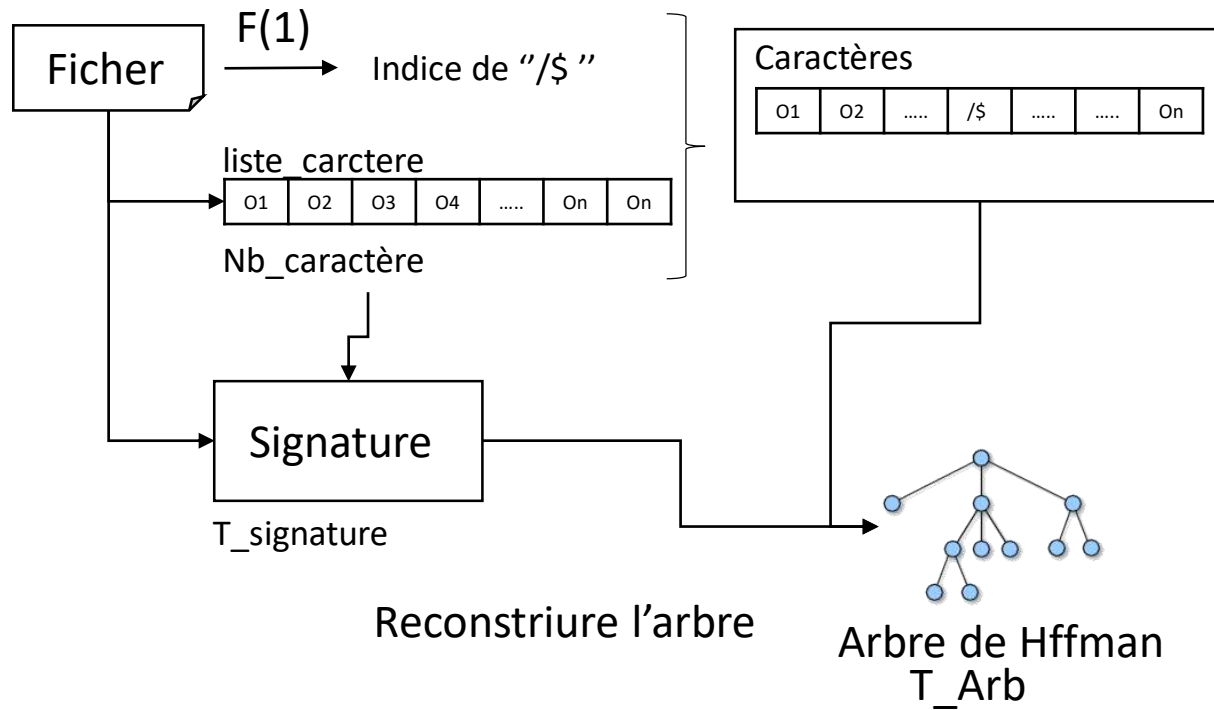 F(1)
Ficher
Indice de ‘’/$ ’’
liste_carctere
O1 O2 O3 O4 ..... On On
Nb_caractère
Caractères
O1 O2 ..... /$ ..... ..... On
Signature
T_signature
Reconstriure l’arbre
Arbre de Hffman
T_Arb